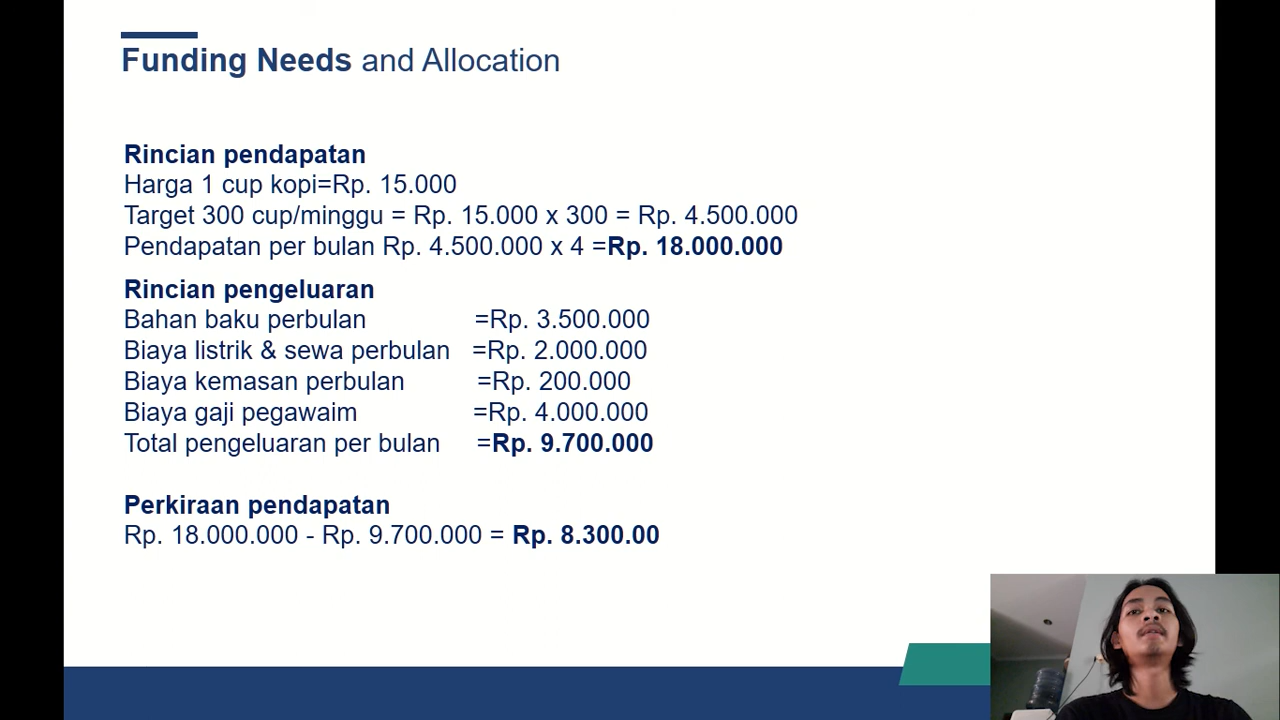 Funding Needs and Allocation
Rincian pendapatan
Harga 1 cup kopi=Rp. 15.000
Target 300 cup/minggu = Rp. 15.000 x 300 = Rp. 4.500.000
Pendapatan per bulan Rp. 4.500.000 x 4 =Rp. 18.000.000
Rincian pengeluaran
Bahan baku perbulan =Rp. 3.500.000
Biaya listrik & sewa perbulan =Rp. 2.000.000
Biaya kemasan perbulan =Rp. 200.000
Biaya gaji pegawaim =Rp. 4.000.000
Total pengeluaran per bulan =Rp. 9.700.000
Perkiraan pendapatan
Rp. 18.000.000 - Rp. 9.700.000 = Rp. 8.300.00